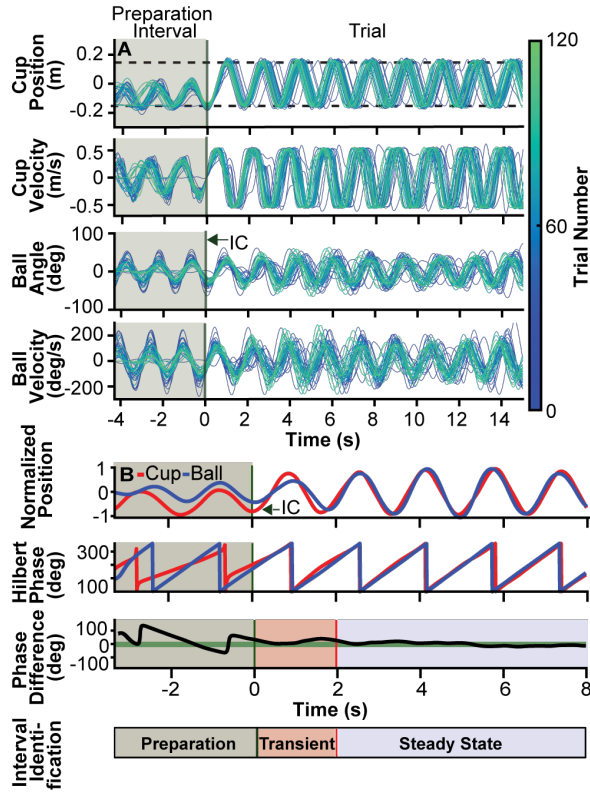 Preparation
Interval
Trial
A
Cup
Position
(m)
0.2
0
-0.2
Cup
Velocity
(m/s)
0.5
0
-0.5
Ball
Angle
(deg)
100
0
-100
IC
Ball
Velocity
(deg/s)
200
0
-200
-4 -2 0 2 4 6 8 10 12 14
Time (s)
120
60
0
Trial Number
B
Cup Ball
Normalized
Position
1
0
-1
IC
Hilbert
Phase
(deg)
300
100
Phase
Difference
(deg)
100
0
-100
-2 0 2 4 6 8
Time (s)
Interval
Identi-
fication
Preparation Transient Steady State